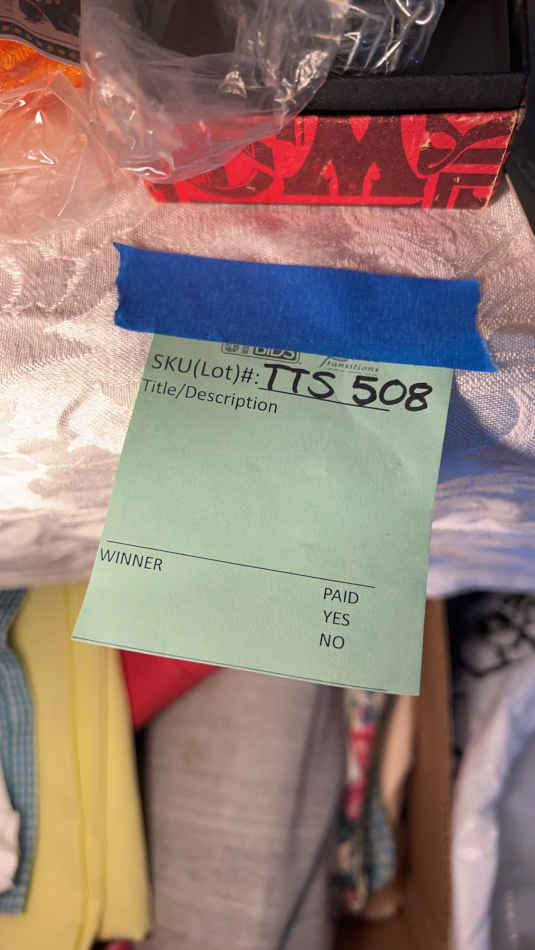 BIDS
transitions
SKU(Lot)#: TTS 508
Title/Description
WINNER
PAID
YES
NO